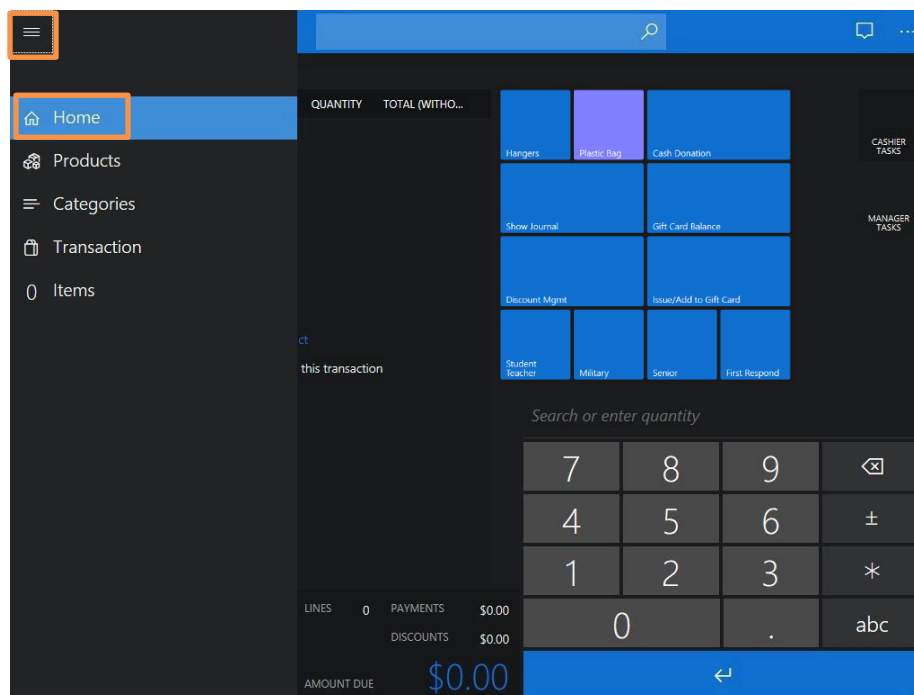 Home
Products
Categories
Transaction
0 Items
QUANTITY TOTAL (WITHO...
ct
this transaction
LINES 0 PAYMENTS $0.00
DISCOUNTS $0.00
AMOUNT DUE $0.00
Hangers Plastic Bag Cash Donation
Show Journal Gift Card Balance
Discount Mgmt Issue/Add to Gift Card
Student
Teacher Military Senior First Respond
CASHIER
TASKS
MANAGER
TASKS
Search or enter quantity
7 8 9
4 5 6 ±
1 2 3 *
0 . abc